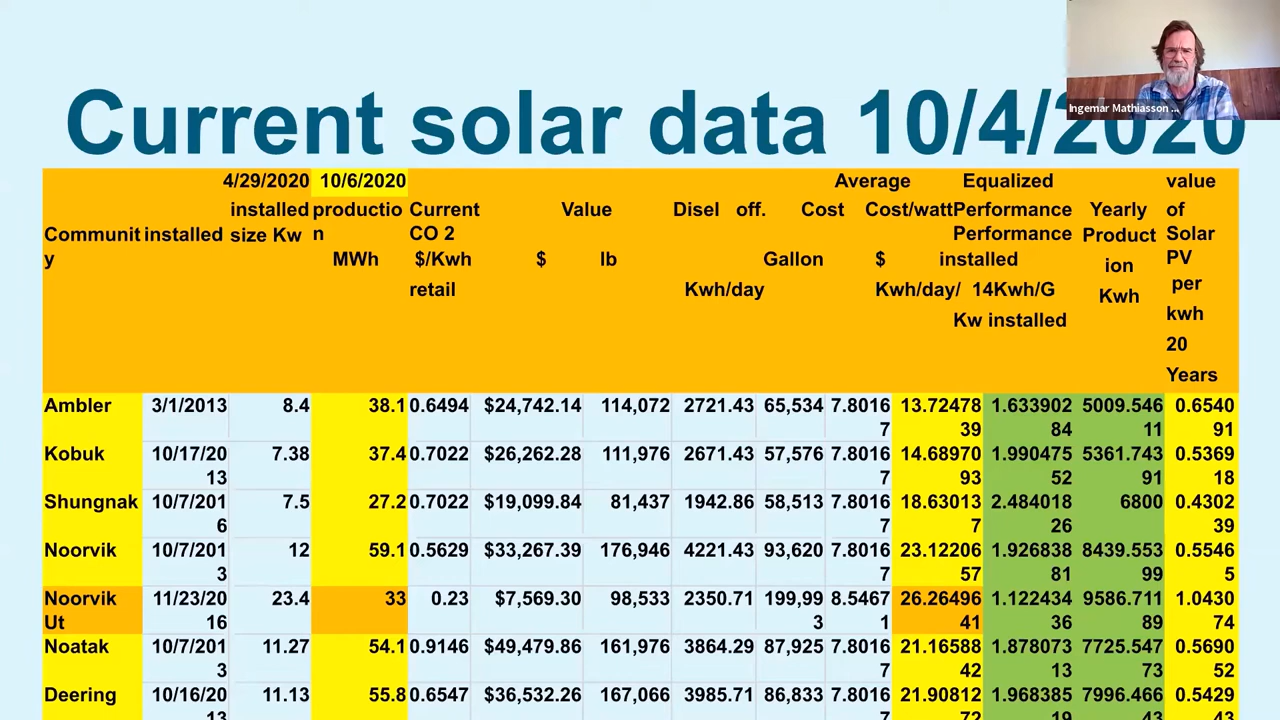 Ingemar Mathiasson ...
Current solar data 10/4/2020
4/29/2020 10/6/2020 Average Equalized value
installed productio Current Value Disel off. Cost Cost/watt Performance Yearly of
Communit installed size Kw n CO 2 Performance Product Solar
y MWh $/Kwh $ lb Gallon $ installed ion PV
retail Kwh/day Kwh/day/ 14Kwh/G Kwh per
Kw installed kwh
20
Years
Ambler 3/1/2013 8.4 38.1 0.6494 $24,742.14 114,072 2721.43 65,534 7.8016 13.72478 1.633902 5009.546 0.6540
7 39 84 11 91
Kobuk 10/17/20 7.38 37.4 0.7022 $26,262.28 111,976 2671.43 57,576 7.8016 14.68970 1.990475 5361.743 0.5369
13 7 93 52 91 18
Shungnak 10/7/201 7.5 27.2 0.7022 $19,099.84 81,437 1942.86 58,513 7.8016 18.63013 2.484018 6800 0.4302
6 7 7 26 39
Noorvik 10/7/201 12 59.1 0.5629 $33,267.39 176,946 4221.43 93,620 7.8016 23.12206 1.926838 8439.553 0.5546
3 7 57 81 99 5
Noorvik 11/23/20 23.4 33 0.23 $7,569.30 98,533 2350.71 199,99 8.5467 26.26496 1.122434 9586.711 1.0430
Ut 16 3 1 41 36 89 74
Noatak 10/7/201 11.27 54.1 0.9146 $49,479.86 161,976 3864.29 87,925 7.8016 21.16588 1.878073 7725.547 0.5690
3 7 42 13 73 52
Deering 10/16/20 11.13 55.8 0.6547 $36,532.26 167,066 3985.71 86,833 7.8016 21.90812 1.968385 7996.466 0.5429
13 7 72 19 43 43